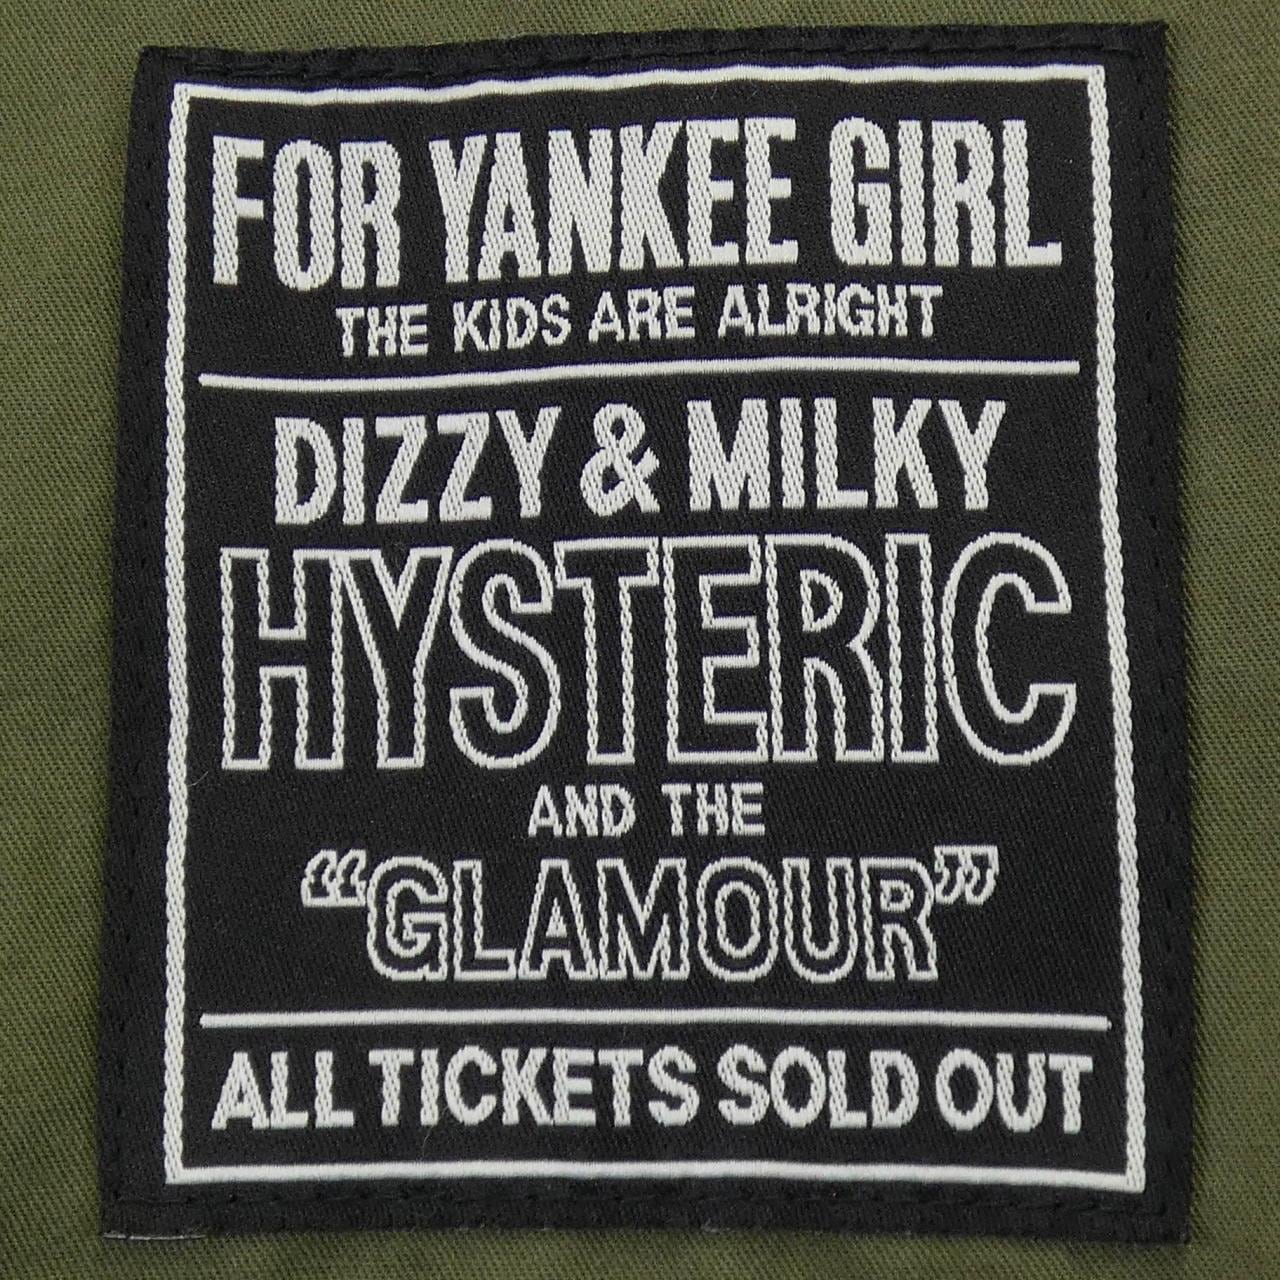 FOR YANKEE GIRL
THE KIDS ARE ALRIGHT
DIZZY & MILKY
HYSTERIC
AND THE
“GLAMOUR”
ALL TICKETS SOLD OUT